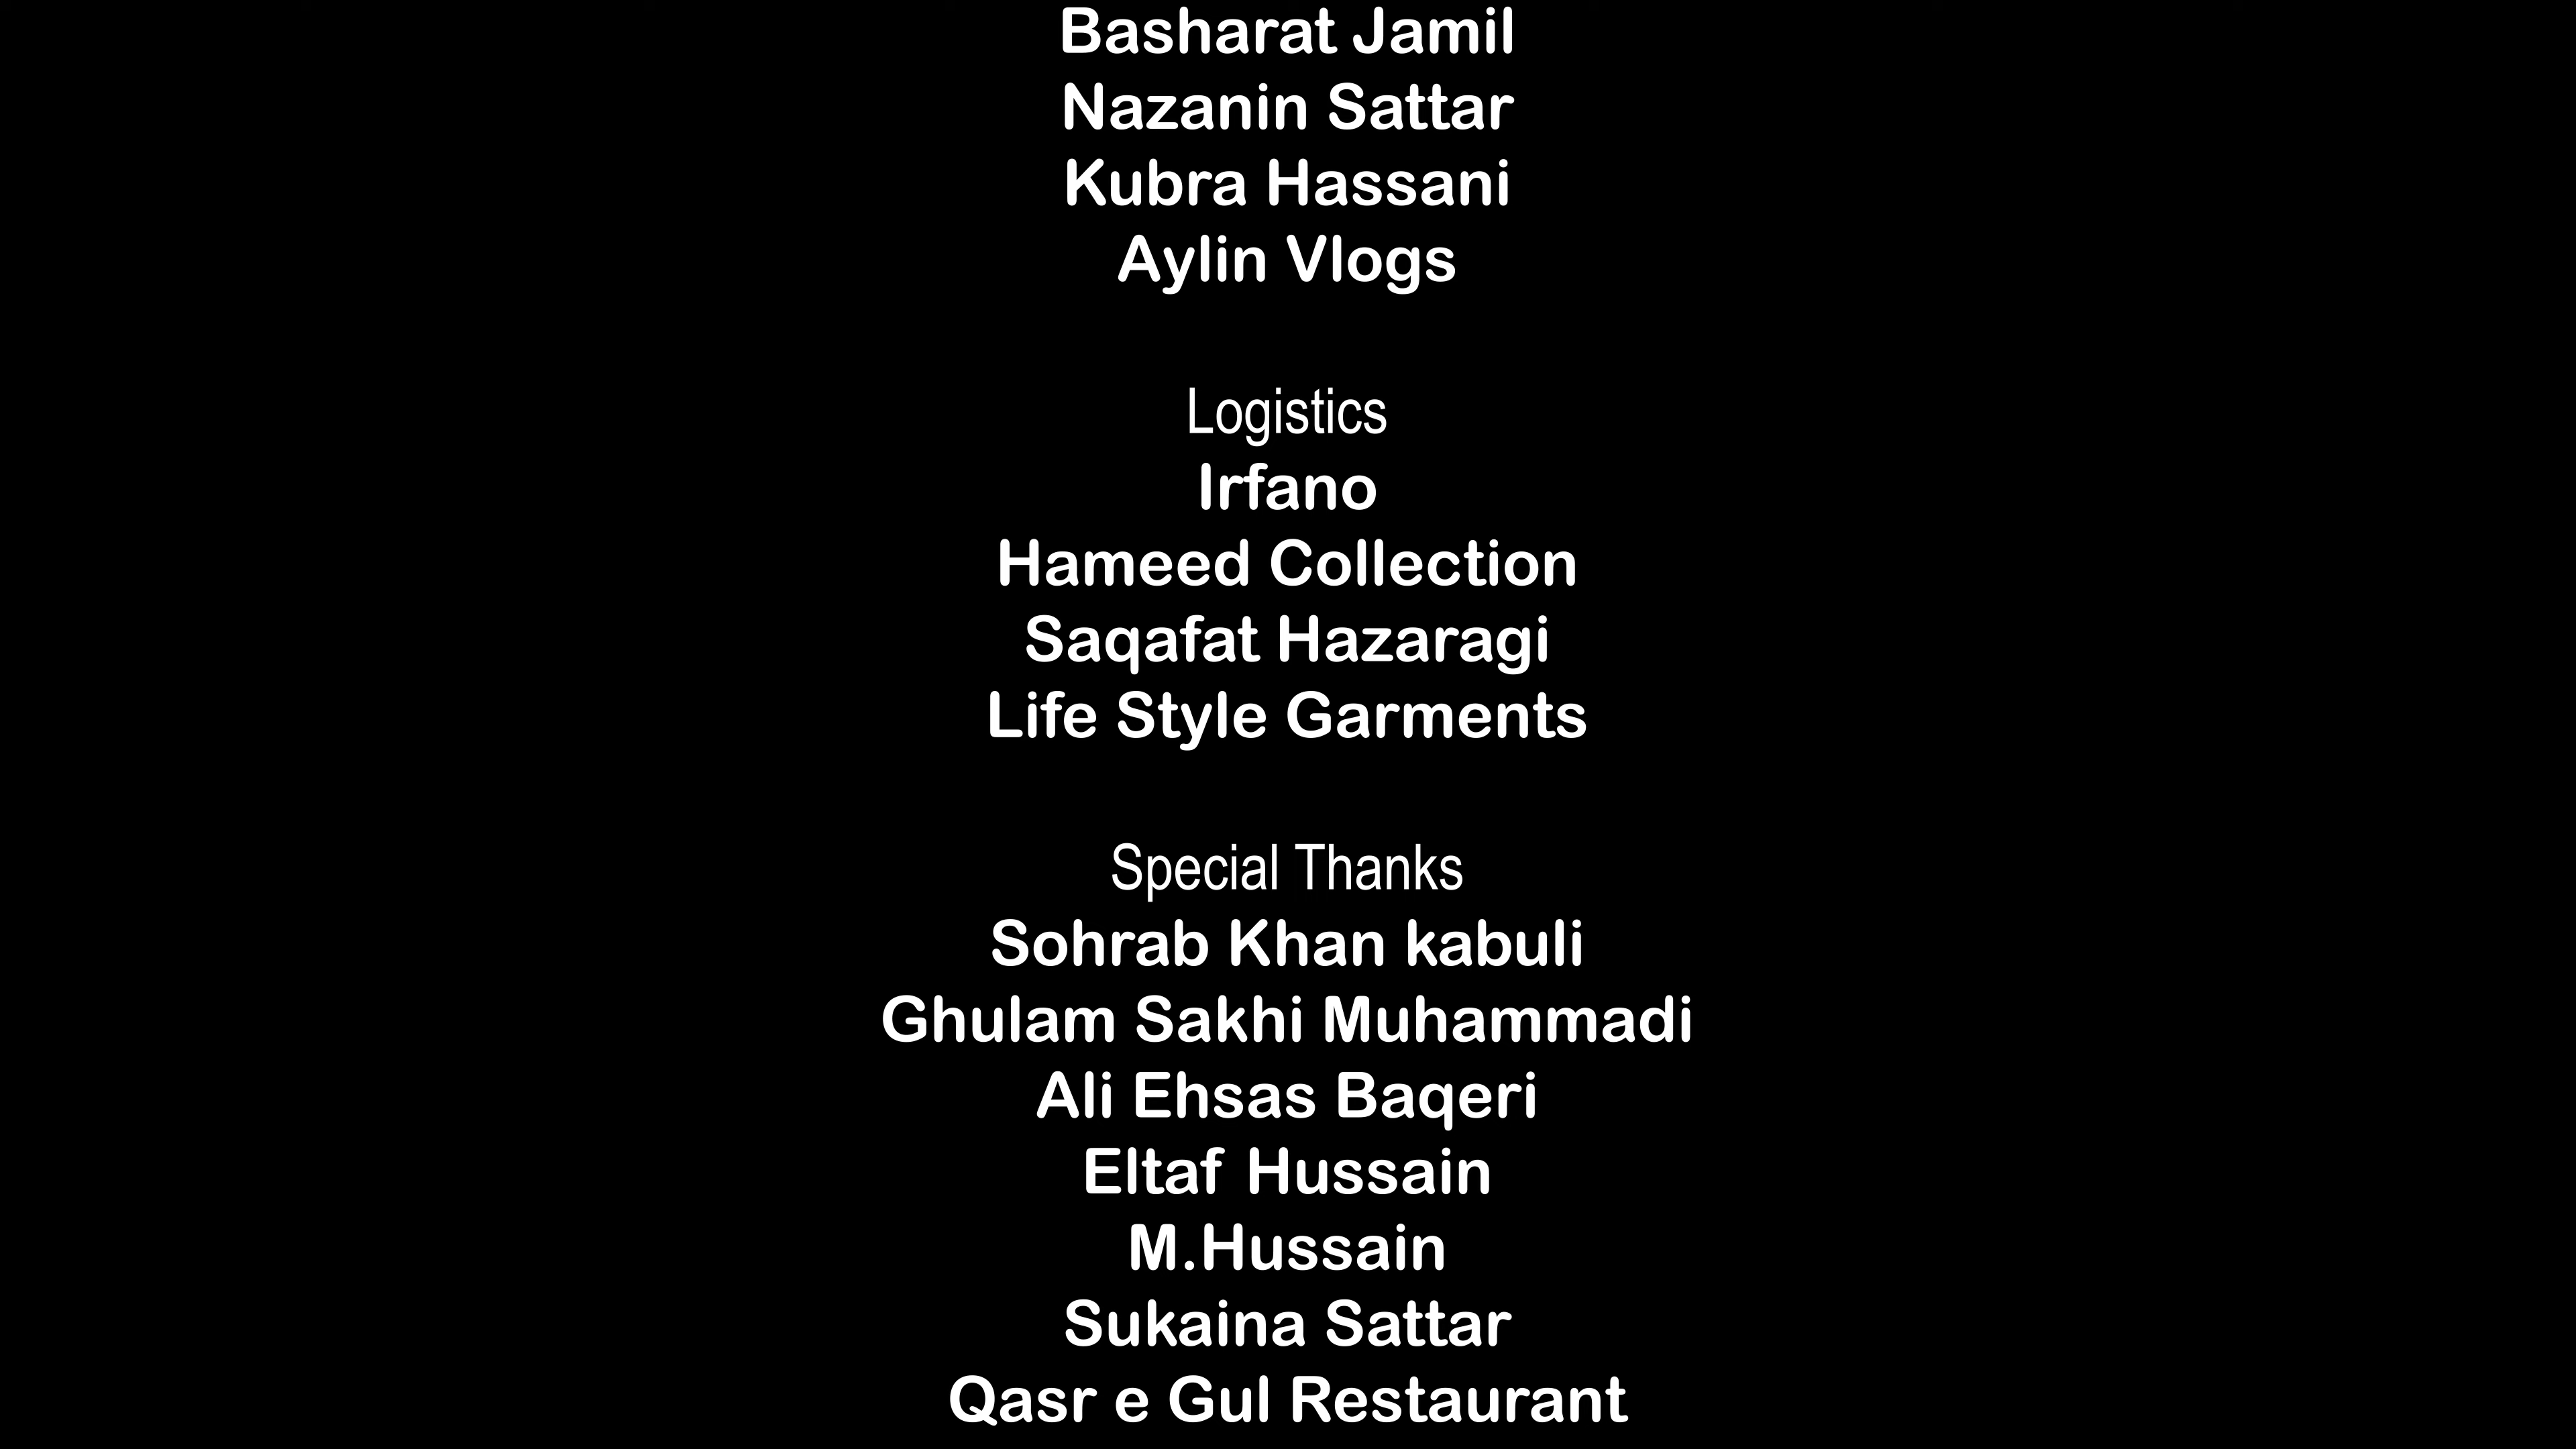 Basharat Jamil
Nazanin Sattar
Kubra Hassani
Aylin Vlogs
Logistics
Irfano
Hameed Collection
Saqafat Hazaragi
Life Style Garments
Special Thanks
Sohrab Khan kabuli
Ghulam Sakhi Muhammadi
Ali Ehsas Baqeri
Eltaf Hussain
M.Hussain
Sukaina Sattar
Qasr e Gul Restaurant